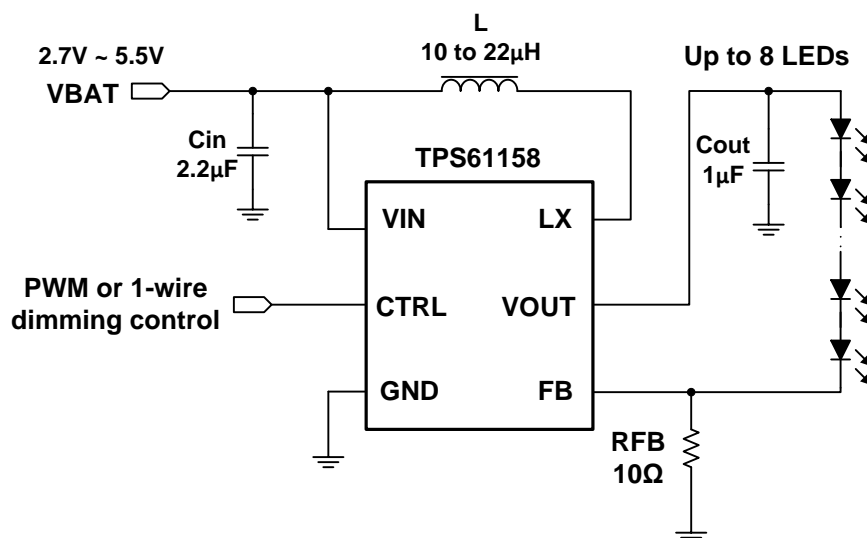 L
10 to 22µH
2.7V ~ 5.5V
VBAT
Up to 8 LEDs
Cin
2.2µF
TPS61158
Cout
1µF
VIN
LX
PWM or 1-wire
dimming control
CTRL
VOUT
GND
FB
RFB
10Ω